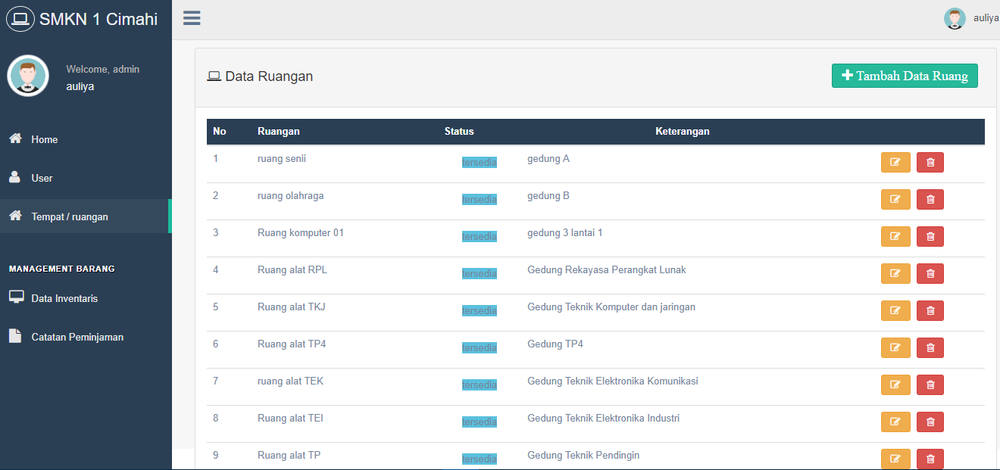 SMKN 1 Cimahi
auliya
Welcome, admin
auliya
Home
User
Tempat / ruangan
MANAGEMENT BARANG
Data Inventaris
Catatan Peminjaman
Data Ruangan
Tambah Data Ruang
No Ruangan Status Keterangan
1 ruang senii tersedia gedung A
2 ruang olahraga tersedia gedung B
3 Ruang komputer 01 tersedia gedung 3 lantai 1
4 Ruang alat RPL tersedia Gedung Rekayasa Perangkat Lunak
5 Ruang alat TKJ tersedia Gedung Teknik Komputer dan jaringan
6 Ruang alat TP4 tersedia Gedung TP4
7 ruang alat TEK tersedia Gedung Teknik Elektronika Komunikasi
8 Ruang alat TEI tersedia Gedung Teknik Elektronika Industri
9 Ruang alat TP tersedia Gedung Teknik Pendingin